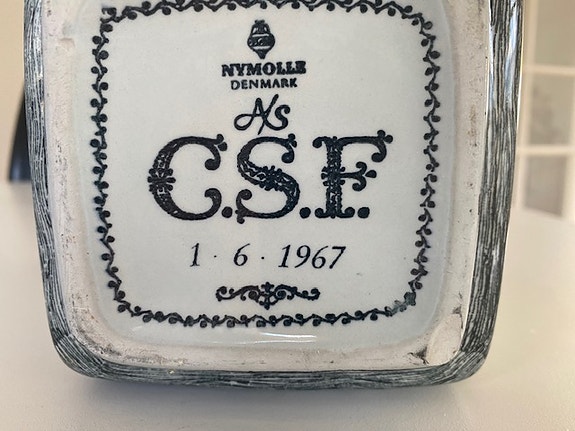 NYMOLLE
DENMARK
A/S
C.S.F.
1 · 6 · 1967